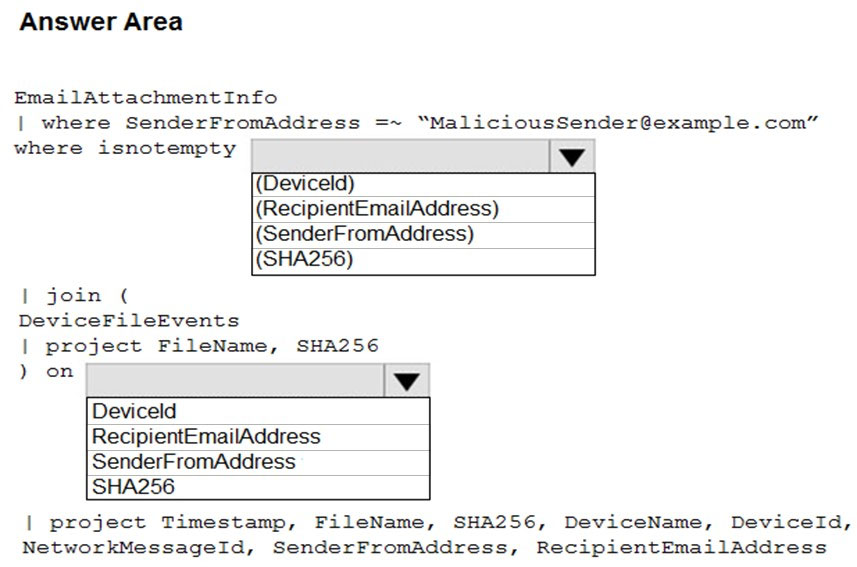 Answer Area
EmailAttachmentInfo
| where SenderFromAddress =~ “MaliciousSender@example.com”
where isnotempty
(DeviceId)
(RecipientEmailAddress)
(SenderFromAddress)
(SHA256)
| join (
DeviceFileEvents
| project FileName, SHA256
) on
DeviceId
RecipientEmailAddress
SenderFromAddress
SHA256
| project Timestamp, FileName, SHA256, DeviceName, DeviceId,
NetworkMessageId, SenderFromAddress, RecipientEmailAddress